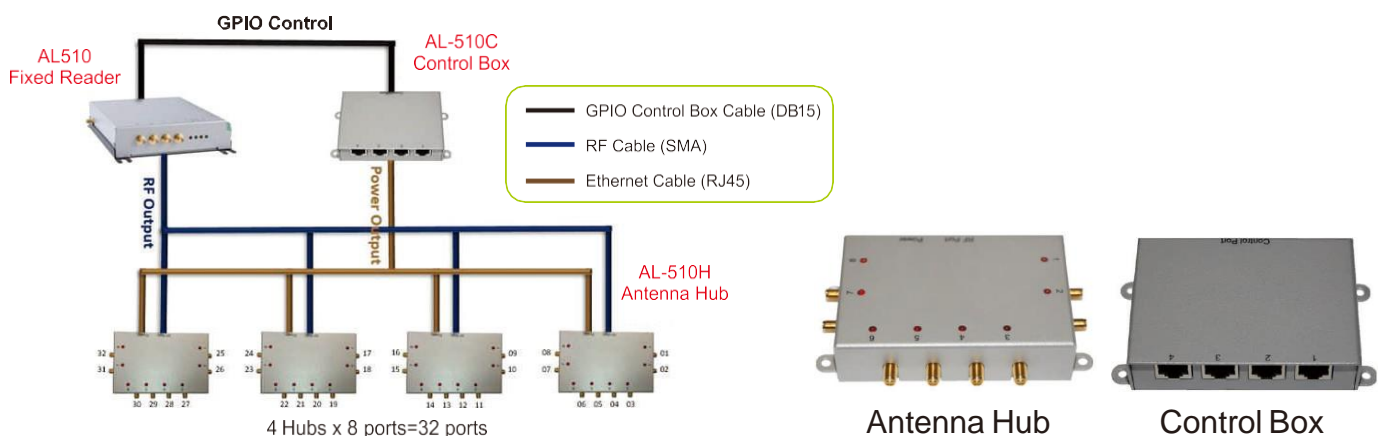 GPIO Control
AL510
Fixed Reader
AL-510C
Control Box
GPIO Control Box Cable (DB15)
RF Cable (SMA)
Ethernet Cable (RJ45)
RF Output
Power Output
AL-510H
Antenna Hub
32
31
30 29 28 27
25
26
24
23
22 21 20 19
17
18
16
15
14 13 12 11
09
10
08
07
06 05 04 03
01
02
4 Hubs x 8 ports=32 ports
Power
RF Port
8
7
6
5
4
3
2
1
Antenna Hub
Control Port
4
3
2
1
Control Box